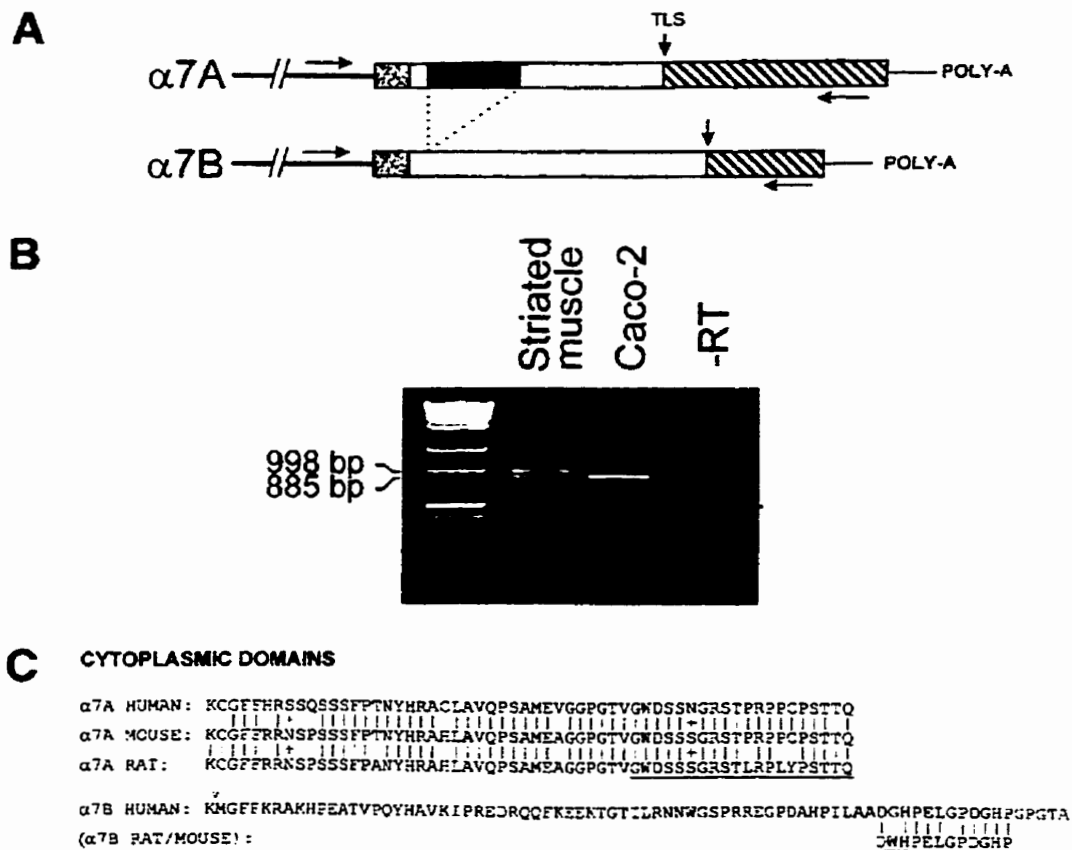 A
TLS
α7A
POLY-A
α7B
POLY-A
B
Striated muscle
Caco-2
-RT
998 bp
885 bp
C CYTOPLASMIC DOMAINS
α7A HUMAN: KCGFFHRSSQSSSFPTNYHRACLAVQPSAMEVGGPGTVGWDSSNGRSTPRPPCPSTTQ
α7A MOUSE: KCGFFRRNSPSSSFPTNYHRAHLAVQPSAMEAGGPGTVGWDSSSGRSTPRPPCPSTTQ
α7A RAT: KCGFFRRNSPSSSFPANYHRAHLAVQPSAMEAGGPGTVGWDSSSGRSTLRPLYPSTTQ
α7B HUMAN: KMGFFKRAKHPEATVPQYHAVKIPREDRQQFKEEKTGTILRNNWGSPRREGPDAHPILAADGHPELGPDGHPGPGTA
(α7B RAT/MOUSE): DWHPELGPDGHP